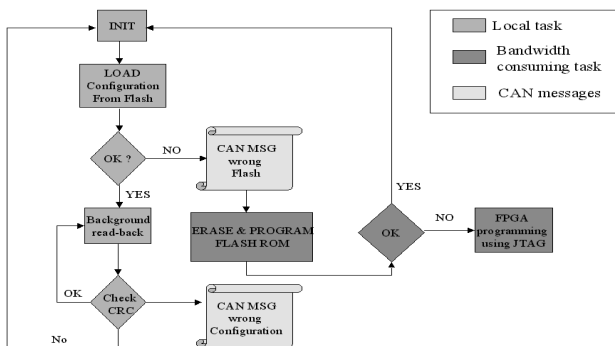 INIT
Local task
Bandwidth
consuming task
CAN messages
LOAD
Configuration
From Flash
OK ?
NO
CAN MSG
wrong
Flash
YES
YES
Background
read-back
ERASE & PROGRAM
FLASH ROM
OK
NO
FPGA
programming
using JTAG
OK
Check
CRC
CAN MSG
wrong
Configuration
No